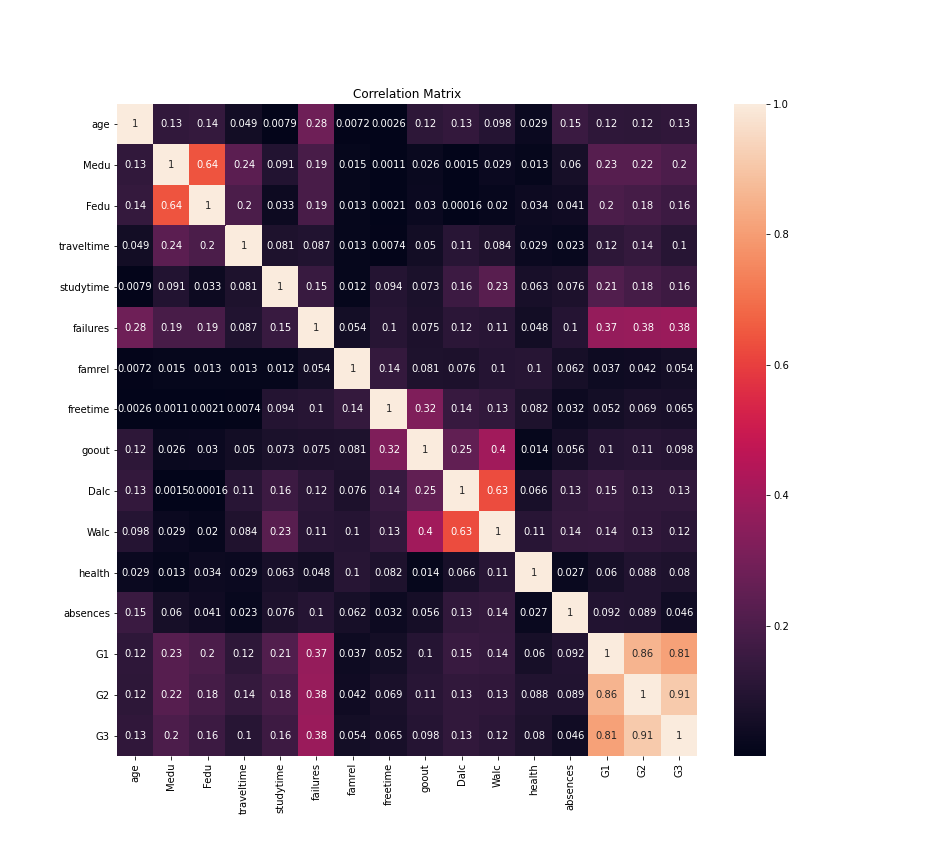 Correlation Matrix
age 1 0.13 0.14 0.049 0.0079 0.28 0.0072 0.0026 0.12 0.13 0.098 0.029 0.15 0.12 0.12 0.13
Medu 0.13 1 0.64 0.24 0.091 0.19 0.015 0.0011 0.026 0.0015 0.029 0.013 0.06 0.23 0.22 0.2
Fedu 0.14 0.64 1 0.2 0.033 0.19 0.013 0.0021 0.03 0.00016 0.02 0.034 0.041 0.2 0.18 0.16
traveltime 0.049 0.24 0.2 1 0.081 0.087 0.013 0.0074 0.05 0.11 0.084 0.029 0.023 0.12 0.14 0.1
studytime 0.0079 0.091 0.033 0.081 1 0.15 0.012 0.094 0.073 0.16 0.23 0.063 0.076 0.21 0.18 0.16
failures 0.28 0.19 0.19 0.087 0.15 1 0.054 0.1 0.075 0.12 0.11 0.048 0.1 0.37 0.38 0.38
famrel 0.0072 0.015 0.013 0.013 0.012 0.054 1 0.14 0.081 0.076 0.1 0.1 0.062 0.037 0.042 0.054
freetime 0.0026 0.0011 0.0021 0.0074 0.094 0.1 0.14 1 0.32 0.14 0.13 0.082 0.032 0.052 0.069 0.065
goout 0.12 0.026 0.03 0.05 0.073 0.075 0.081 0.32 1 0.25 0.4 0.014 0.056 0.1 0.11 0.098
Dalc 0.13 0.0015 0.00016 0.11 0.16 0.12 0.076 0.14 0.25 1 0.63 0.066 0.13 0.15 0.13 0.13
Walc 0.098 0.029 0.02 0.084 0.23 0.11 0.1 0.13 0.4 0.63 1 0.11 0.14 0.14 0.13 0.12
health 0.029 0.013 0.034 0.029 0.063 0.048 0.1 0.082 0.014 0.066 0.11 1 0.027 0.06 0.088 0.08
absences 0.15 0.06 0.041 0.023 0.076 0.1 0.062 0.032 0.056 0.13 0.14 0.027 1 0.092 0.089 0.046
G1 0.12 0.23 0.2 0.12 0.21 0.37 0.037 0.052 0.1 0.15 0.14 0.06 0.092 1 0.86 0.81
G2 0.12 0.22 0.18 0.14 0.18 0.38 0.042 0.069 0.11 0.13 0.13 0.088 0.089 0.86 1 0.91
G3 0.13 0.2 0.16 0.1 0.16 0.38 0.054 0.065 0.098 0.13 0.12 0.08 0.046 0.81 0.91 1
age Medu Fedu traveltime studytime failures famrel freetime goout Dalc Walc health absences G1 G2 G3
1.0
0.8
0.6
0.4
0.2